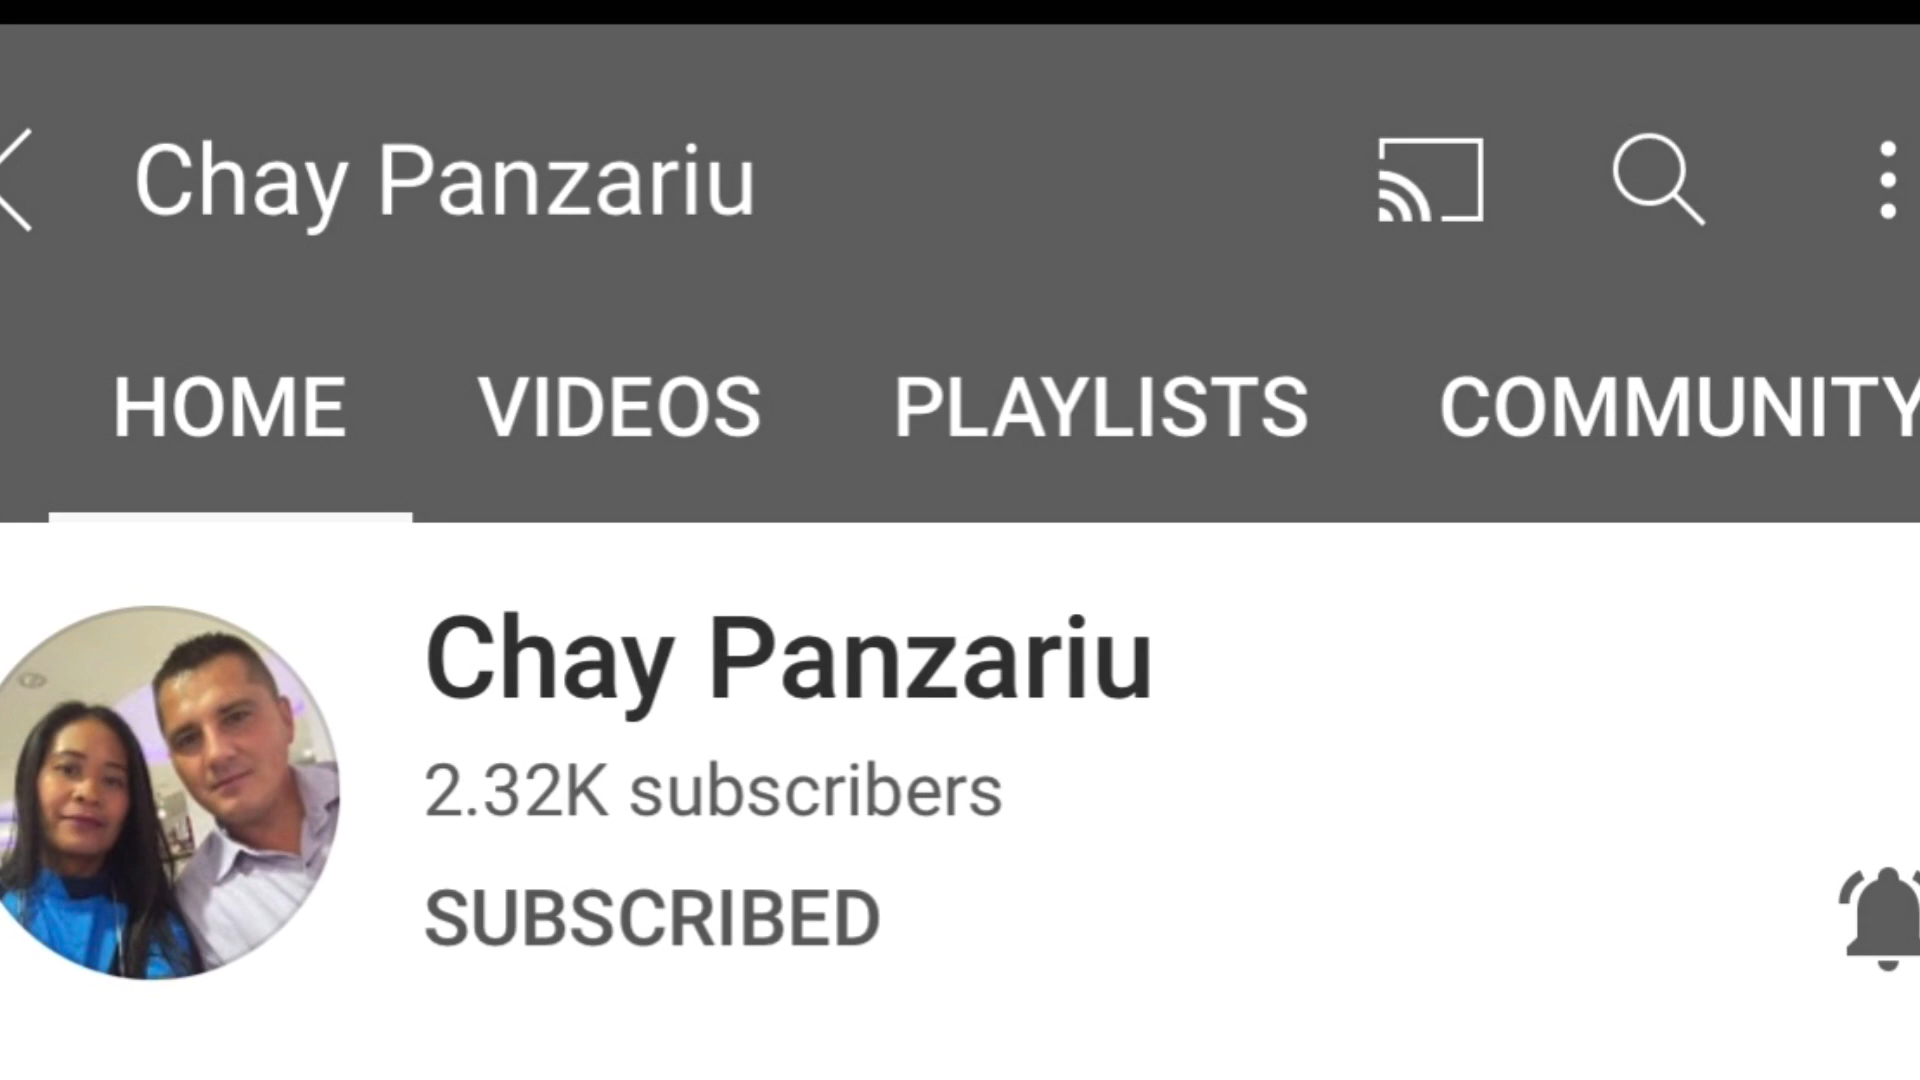 Chay Panzariu
HOME VIDEOS PLAYLISTS COMMUNITY
Chay Panzariu
2.32K subscribers
SUBSCRIBED